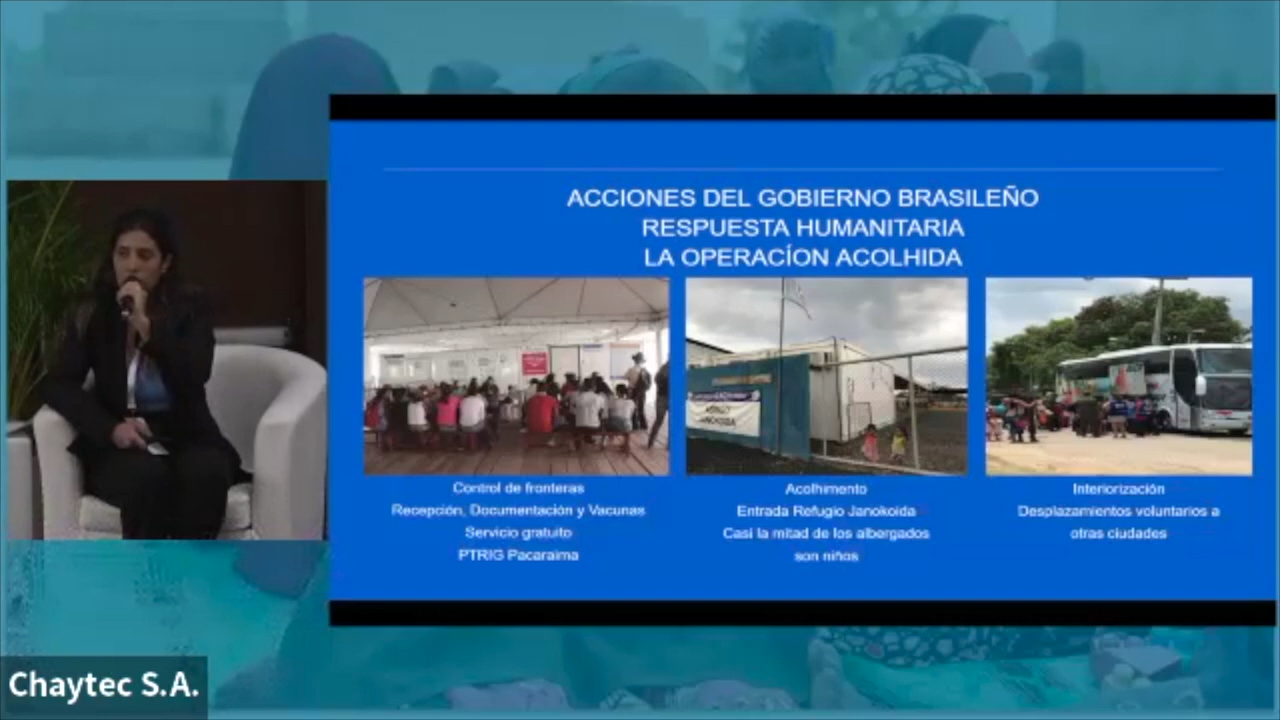 ACCIONES DEL GOBIERNO BRASILEÑO
RESPUESTA HUMANITARIA
LA OPERACÍON ACOLHIDA
JANOKOIDA
Control de fronteras
Recepción, Documentación y Vacunas
Servicio gratuito
PTRIG Pacaraima
Acolhimento
Entrada Refugio Janokoida
Casi la mitad de los albergados
son niños
Interiorización
Desplazamientos voluntarios a
otras ciudades
Chaytec S.A.